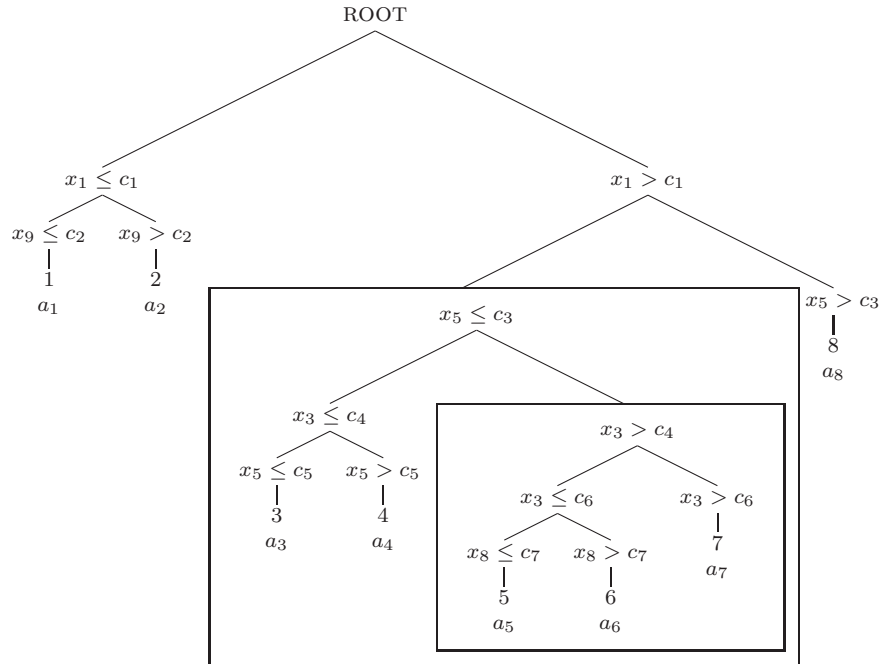 ROOT
x₁ ≤ c₁
x₁ > c₁
x₉ ≤ c₂
x₉ > c₂
1
2
a₁
a₂
x₅ ≤ c₃
x₅ > c₃
8
a₈
x₃ ≤ c₄
x₃ > c₄
x₅ ≤ c₅
x₅ > c₅
3
4
a₃
a₄
x₃ ≤ c₆
x₃ > c₆
7
a₇
x₈ ≤ c₇
x₈ > c₇
5
6
a₅
a₆